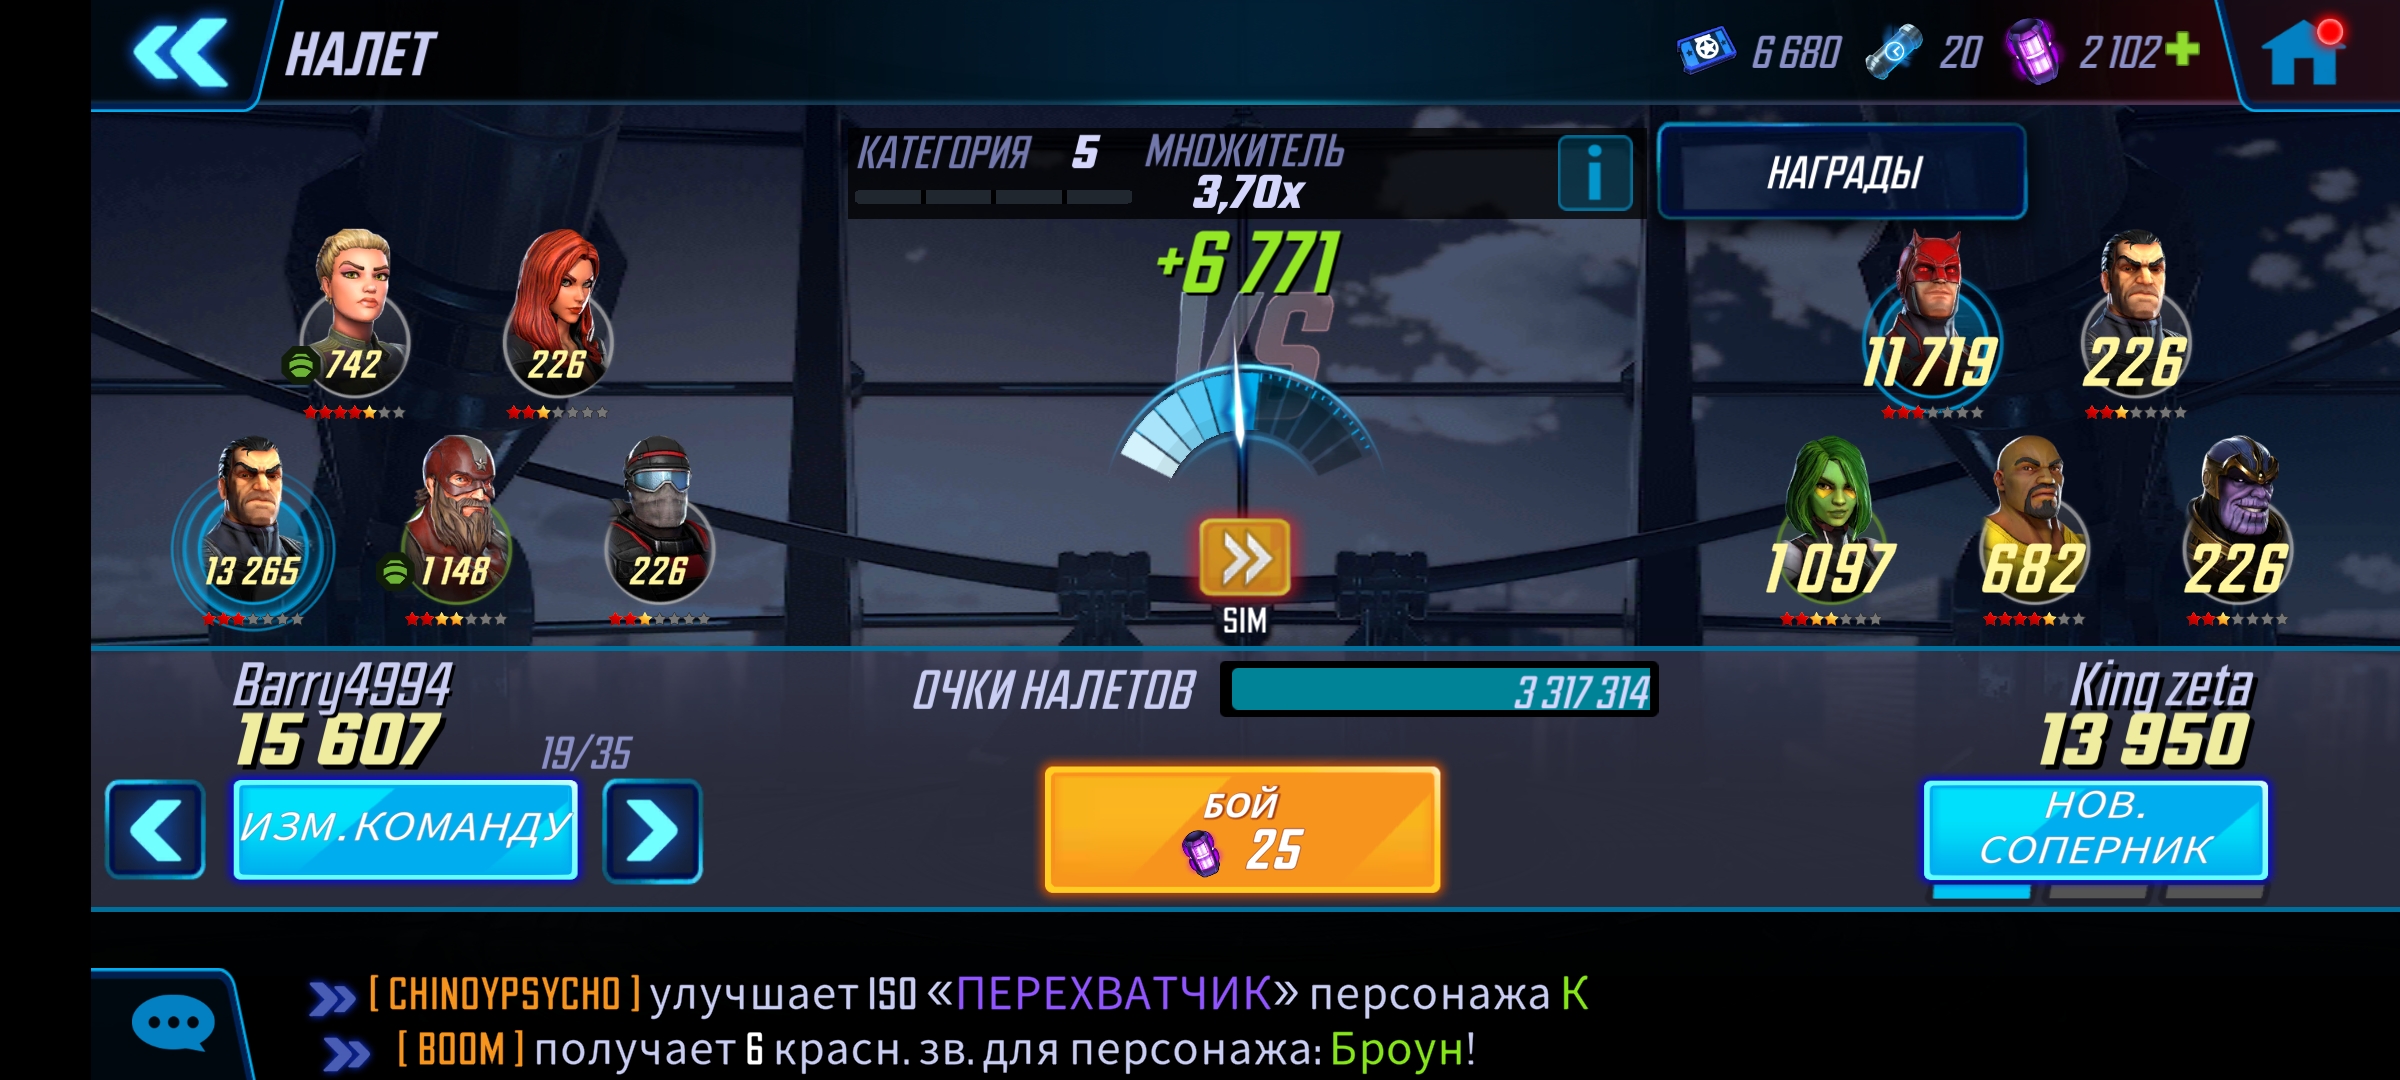 НАЛЕТ
6 680
20
2 102
КАТЕГОРИЯ 5
МНОЖИТЕЛЬ
3,70x
НАГРАДЫ
+6 771
VS
742
226
11 719
226
13 265
1 148
226
1 097
682
226
SIM
Barry4994
15 607
19/35
ОЧКИ НАЛЕТОВ
3 317 314
King zeta
13 950
ИЗМ.КОМАНДУ
БОЙ
25
НОВ.
СОПЕРНИК
[ CHINOYPSYCHO ] улучшает ISO «ПЕРЕХВАТЧИК» персонажа К
[ BOOM ] получает 6 красн. зв. для персонажа: Броун!